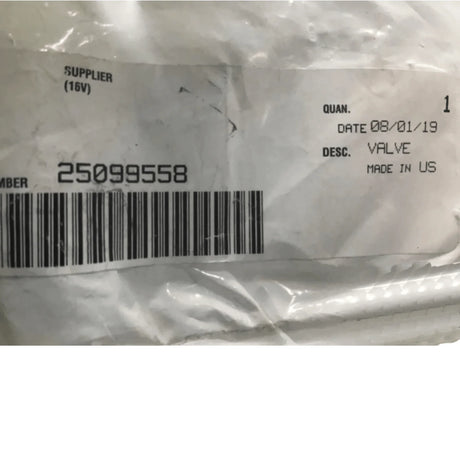 SUPPLIER
(16V)
QUAN. 1
DATE 08/01/19
DESC. VALVE
MADE IN US
MBER 25099558